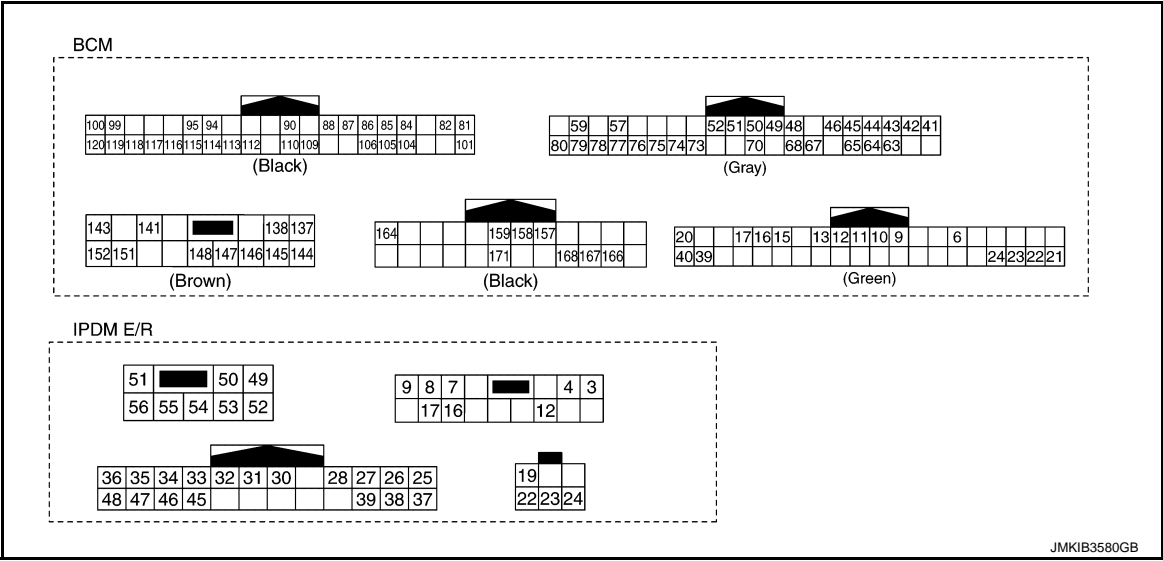 BCM
100 99 95 94 90 88 87 86 85 84 82 81
120 119 118 117 116 115 114 113 112 110 109 106 105 104 101
(Black)
59 57 52 51 50 49 48 46 45 44 43 42 41
80 79 78 77 76 75 74 73 70 68 67 65 64 63
(Gray)
143 141 138 137
152 151 148 147 146 145 144
(Brown)
164 159 158 157
171 168 167 166
(Black)
20 17 16 15 13 12 11 10 9 6
40 39 24 23 22 21
(Green)
IPDM E/R
51 50 49
56 55 54 53 52
9 8 7 4 3
17 16 12
36 35 34 33 32 31 30 28 27 26 25
48 47 46 45 39 38 37
19
22 23 24
JMKIB3580GB